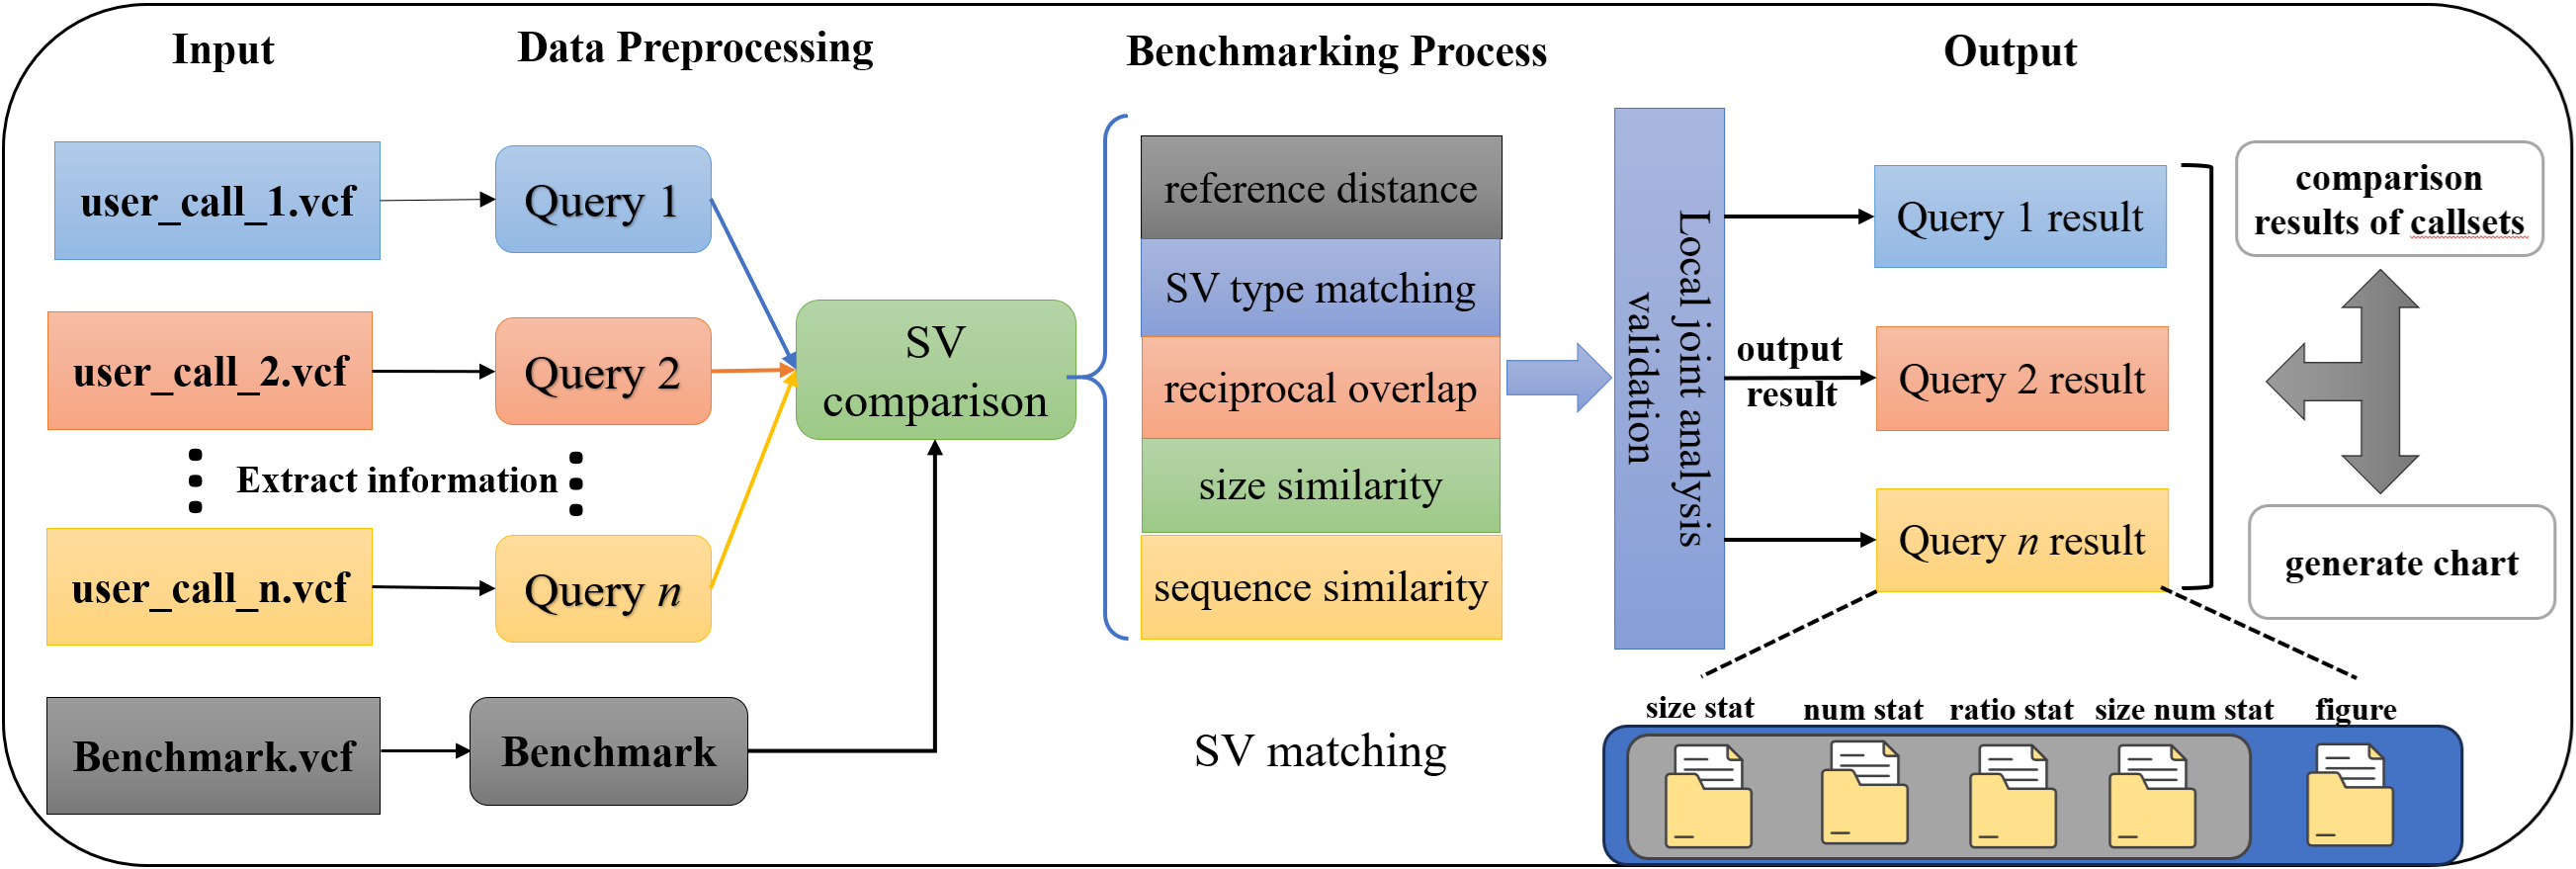 Input
Data Preprocessing
Benchmarking Process
Output
user_call_1.vcf
Query 1
user_call_2.vcf
Query 2
Extract information
user_call_n.vcf
Query n
Benchmark.vcf
Benchmark
SV
comparison
reference distance
SV type matching
reciprocal overlap
size similarity
sequence similarity
SV matching
Local joint analysis
validation
output
result
Query 1 result
Query 2 result
Query n result
comparison
results of callsets
generate chart
size stat
num stat
ratio stat
size num stat
figure